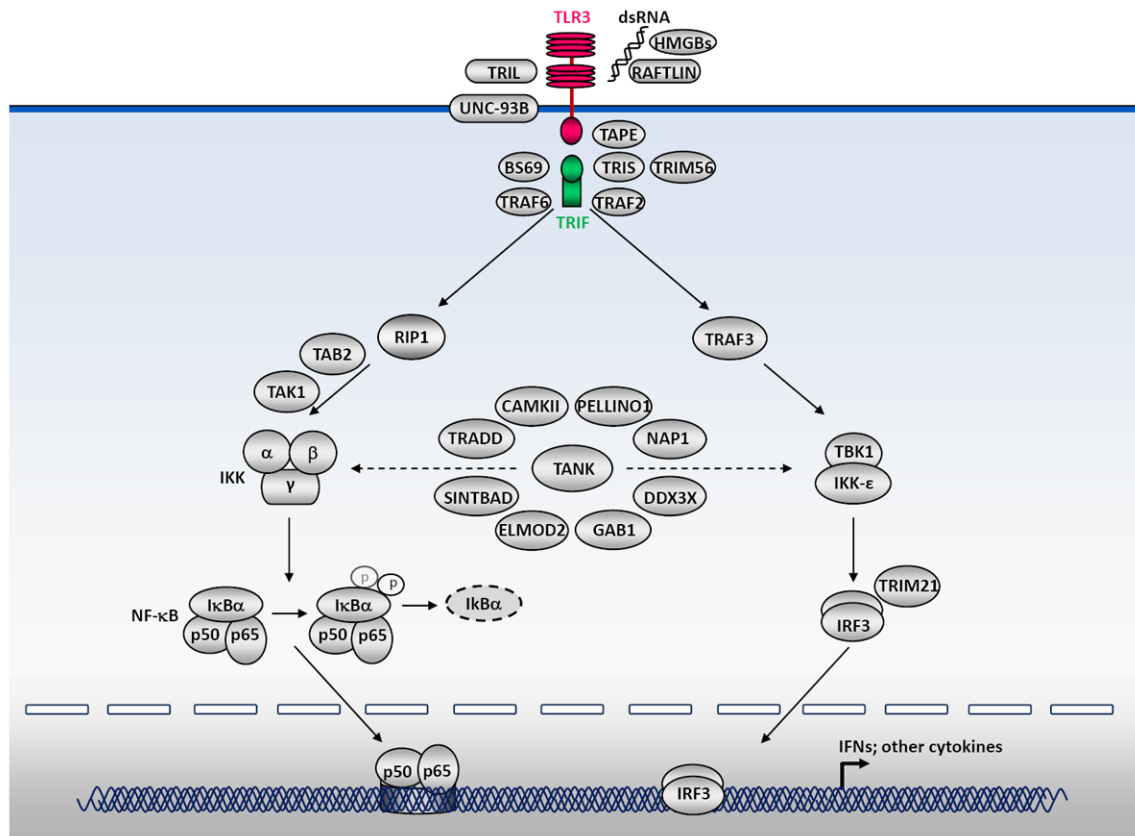 TLR3
dsRNA
HMGBs
TRIL
RAFTLIN
UNC-93B
TAPE
BS69
TRIS
TRIM56
TRAF6
TRAF2
TRIF
RIP1
TRAF3
TAB2
TAK1
CAMKII
PELLINO1
TRADD
NAP1
α
β
TBK1
IKK
γ
TANK
IKK-ε
SINTBAD
DDX3X
ELMOD2
GAB1
p
p
TRIM21
IκBα
IκBα
IkBα
NF-κB
p50
p65
p50
p65
IRF3
IFNs; other cytokines
p50
p65
IRF3